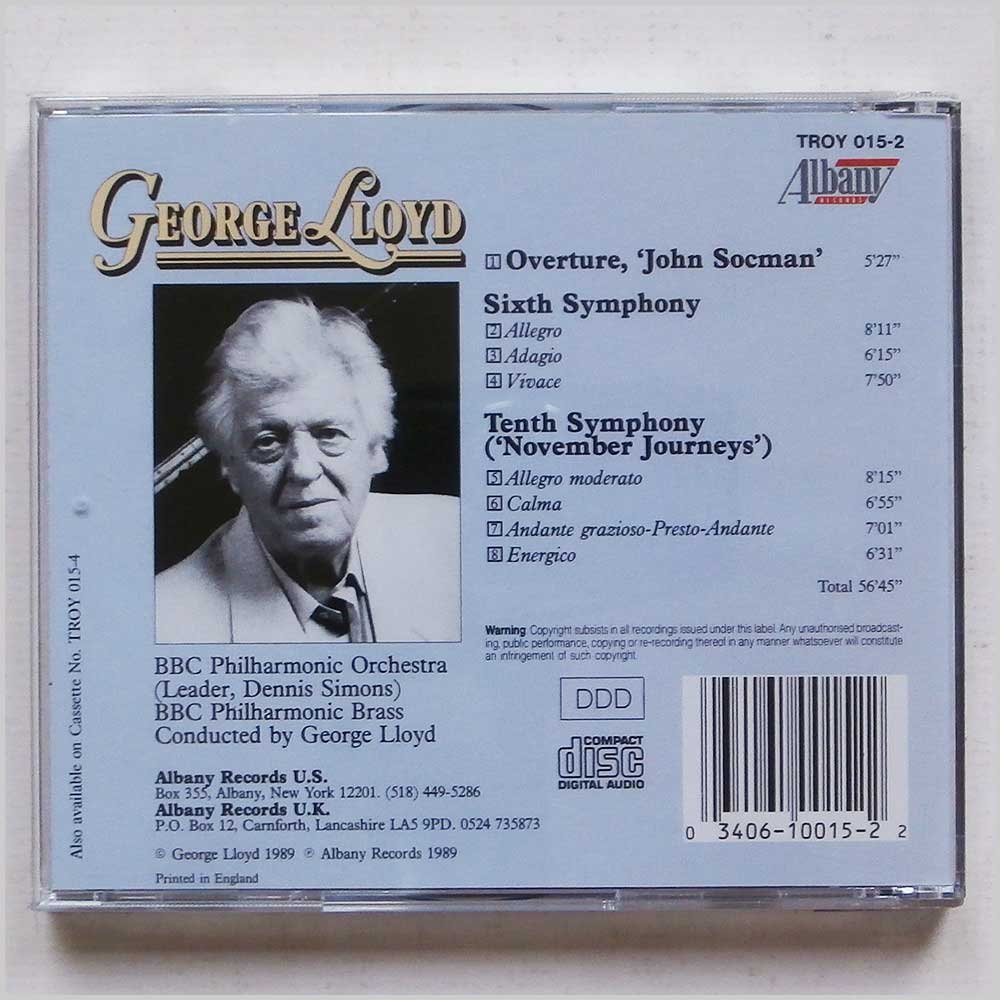 TROY 015-2
Albany
RECORDS
GEORGE LLOYD
1 Overture, ‘John Socman’ 5'27”
Sixth Symphony
2 Allegro 8'11”
3 Adagio 6'15”
4 Vivace 7'50”
Tenth Symphony
(‘November Journeys’)
5 Allegro moderato 8'15”
6 Calma 6'55”
7 Andante grazioso-Presto-Andante 7'01”
8 Energico 6'31”
Total 56'45”
Warning Copyright subsists in all recordings issued under this label. Any unauthorised broadcast-
ing, public performance, copying or re-recording thereof in any manner whatsoever will constitute
an infringement of such copyright.
BBC Philharmonic Orchestra
(Leader, Dennis Simons)
BBC Philharmonic Brass
Conducted by George Lloyd
Albany Records U.S.
Box 355, Albany, New York 12201. (518) 449-5286
Albany Records U.K.
P.O. Box 12, Carnforth, Lancashire LA5 9PD. 0524 735873
© George Lloyd 1989 ℗ Albany Records 1989
Printed in England
DDD
COMPACT
disc
DIGITAL AUDIO
0 3406-10015-2 2
Also available on Cassette No. TROY 015-4